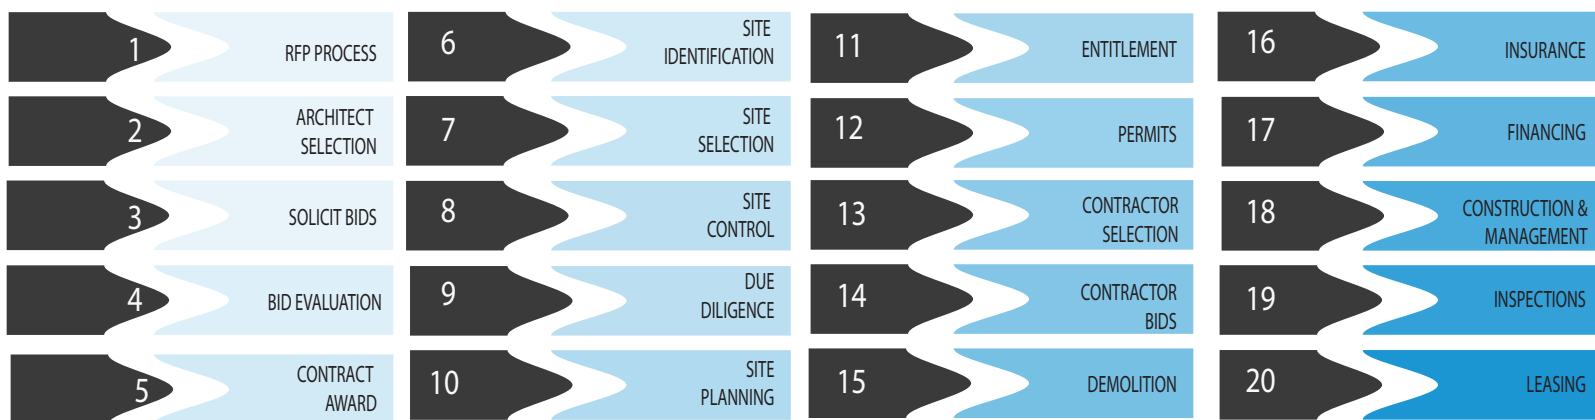 1
RFP PROCESS
2
ARCHITECT
SELECTION
3
SOLICIT BIDS
4
BID EVALUATION
5
CONTRACT
AWARD
6
SITE
IDENTIFICATION
7
SITE
SELECTION
8
SITE
CONTROL
9
DUE
DILIGENCE
10
SITE
PLANNING
11
ENTITLEMENT
12
PERMITS
13
CONTRACTOR
SELECTION
14
CONTRACTOR
BIDS
15
DEMOLITION
16
INSURANCE
17
FINANCING
18
CONSTRUCTION &
MANAGEMENT
19
INSPECTIONS
20
LEASING